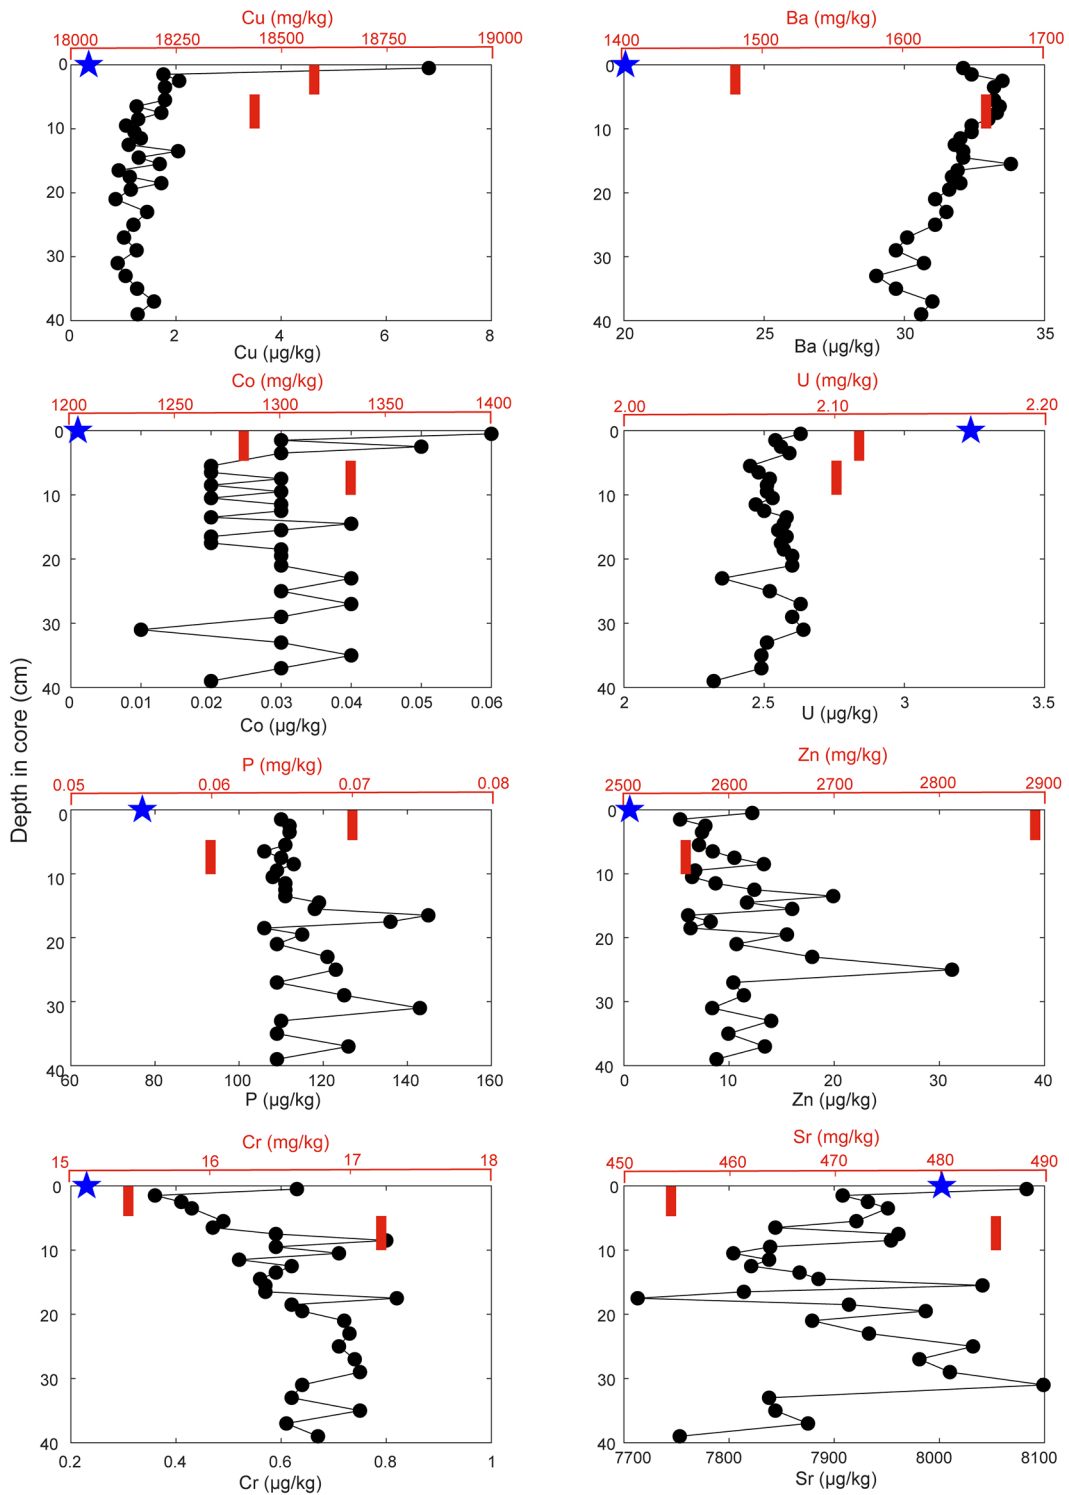 Cu (mg/kg) Ba (mg/kg)
18000 18250 18500 18750 19000 1400 1500 1600 1700
0 0
10 10
20 20
30 30
40 40
0 2 4 6 8 20 25 30 35
Cu (µg/kg) Ba (µg/kg)
Co (mg/kg) U (mg/kg)
1200 1250 1300 1350 1400 2.00 2.10 2.20
0 0
10 10
20 20
30 30
40 40
0 0.01 0.02 0.03 0.04 0.05 0.06 2 2.5 3 3.5
Co (µg/kg) U (µg/kg)
Depth in core (cm)
P (mg/kg) Zn (mg/kg)
0.05 0.06 0.07 0.08 2500 2600 2700 2800 2900
0 0
10 10
20 20
30 30
40 40
60 80 100 120 140 160 0 10 20 30 40
P (µg/kg) Zn (µg/kg)
Cr (mg/kg) Sr (mg/kg)
15 16 17 18 450 460 470 480 490
0 0
10 10
20 20
30 30
40 40
0.2 0.4 0.6 0.8 1 7700 7800 7900 8000 8100
Cr (µg/kg) Sr (µg/kg)